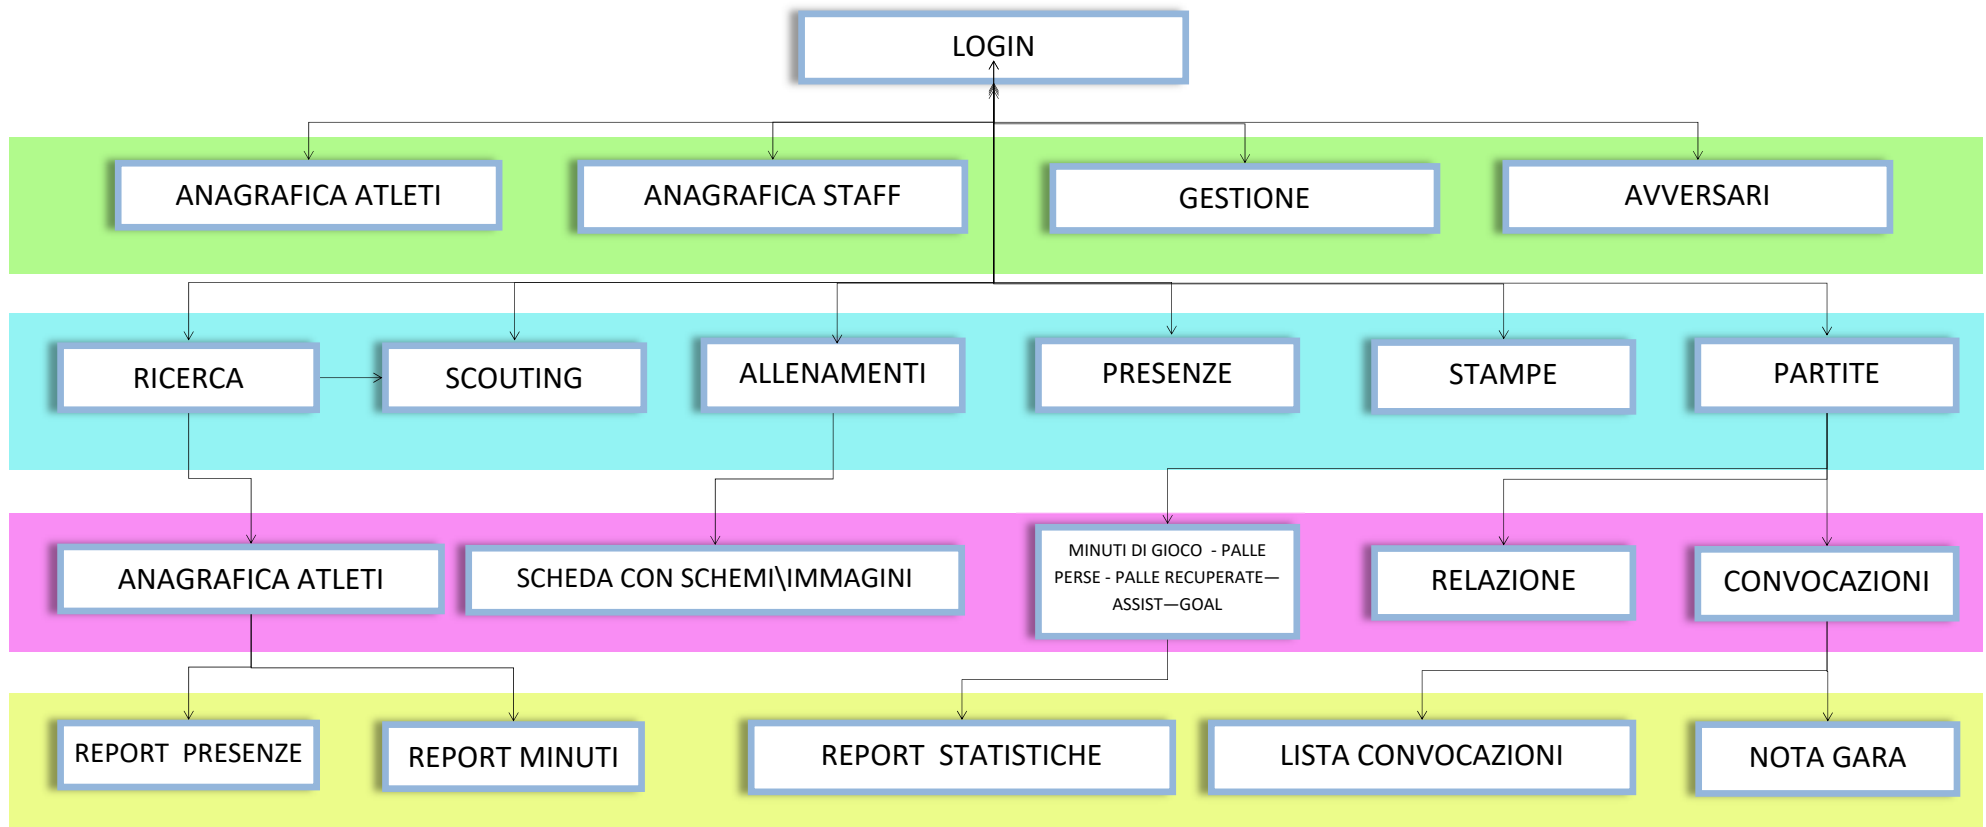 LOGIN
ANAGRAFICA ATLETI
ANAGRAFICA STAFF
GESTIONE
AVVERSARI
RICERCA
SCOUTING
ALLENAMENTI
PRESENZE
STAMPE
PARTITE
ANAGRAFICA ATLETI
SCHEDA CON SCHEMI\IMMAGINI
MINUTI DI GIOCO - PALLE
PERSE - PALLE RECUPERATE—
ASSIST—GOAL
RELAZIONE
CONVOCAZIONI
REPORT PRESENZE
REPORT MINUTI
REPORT STATISTICHE
LISTA CONVOCAZIONI
NOTA GARA